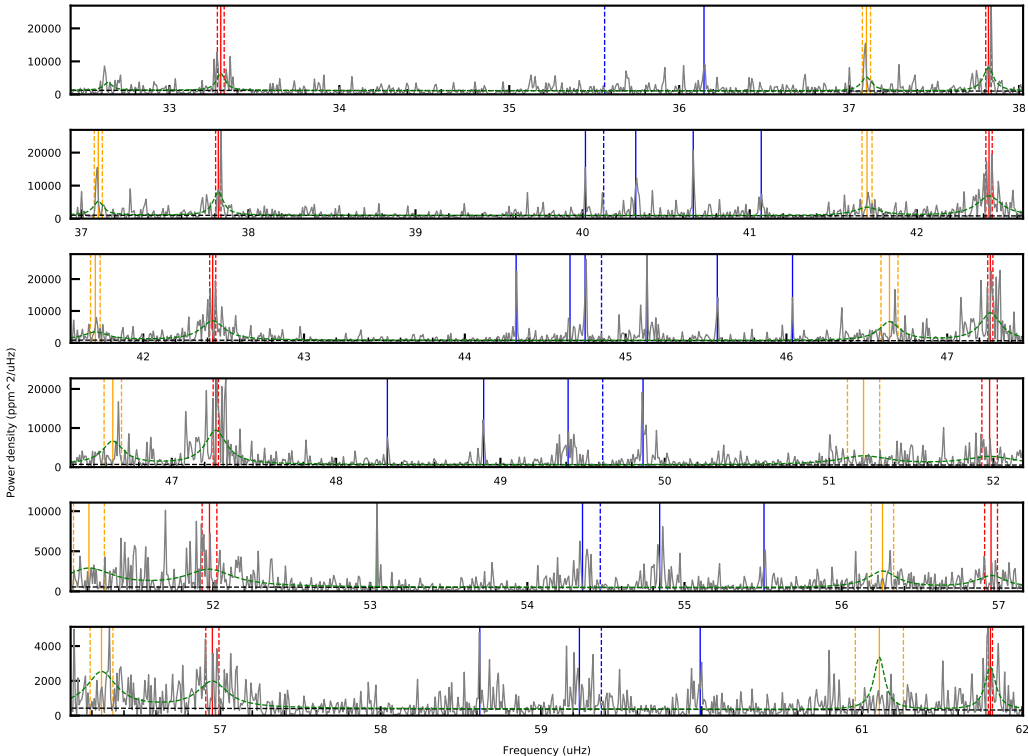 20000
10000
0
33 34 35 36 37 38
20000
10000
0
37 38 39 40 41 42
20000
10000
0
42 43 44 45 46 47
Power density (ppm^2/uHz)
20000
10000
0
47 48 49 50 51 52
10000
5000
0
52 53 54 55 56 57
4000
2000
0
57 58 59 60 61 62
Frequency (uHz)